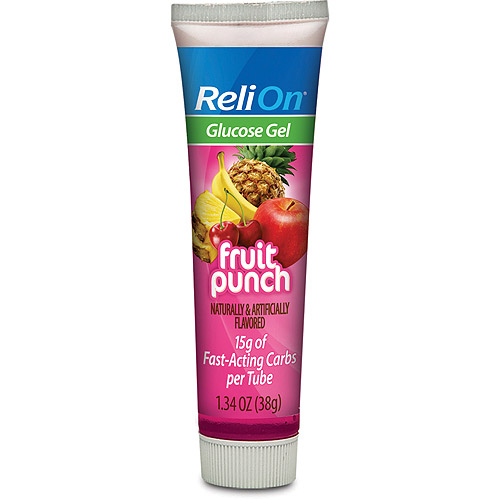 ReliOn®
Glucose Gel
fruit
punch
NATURALLY & ARTIFICIALLY
FLAVORED
15g of
Fast-Acting Carbs
per Tube
1.34 OZ (38g)